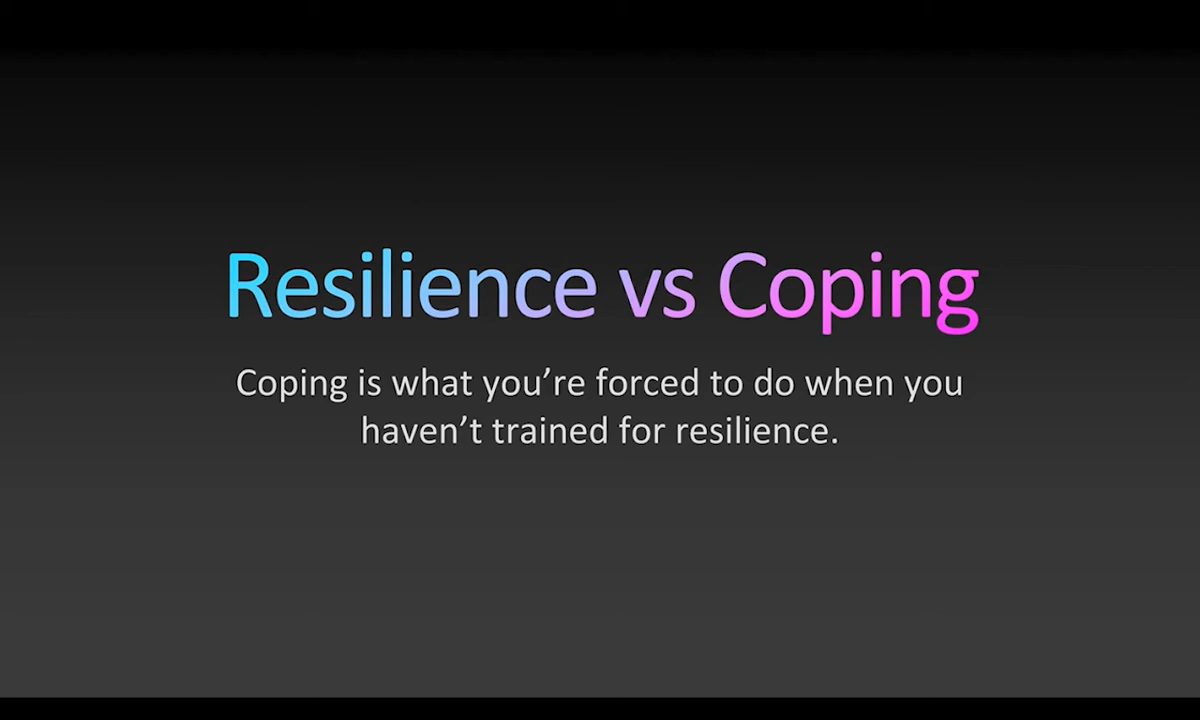 Resilience vs Coping
Coping is what you’re forced to do when you
haven’t trained for resilience.